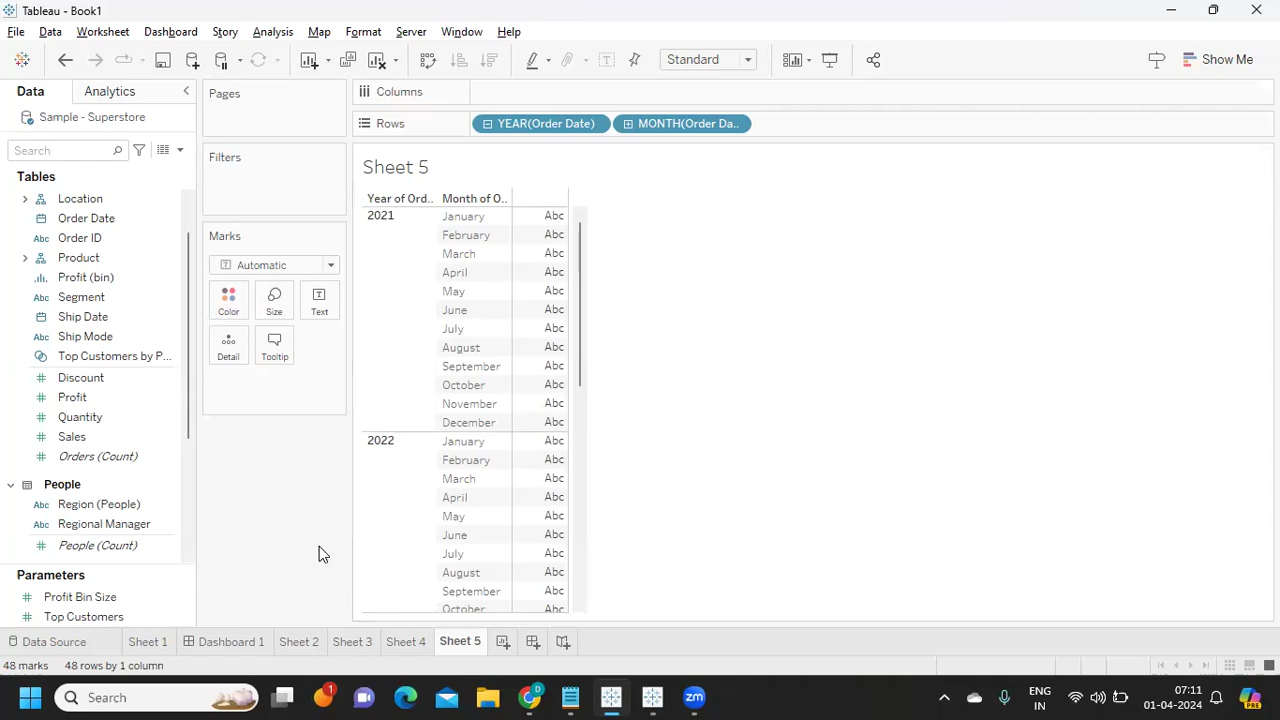 Tableau - Book1
File Data Worksheet Dashboard Story Analysis Map Format Server Window Help
Standard
Show Me
Data Analytics
Sample - Superstore
Search
Tables
Location
Order Date
Abc Order ID
Product
Profit (bin)
Abc Segment
Ship Date
Abc Ship Mode
Top Customers by P...
Discount
Profit
Quantity
Sales
Orders (Count)
People
Abc Region (People)
Abc Regional Manager
People (Count)
Parameters
Profit Bin Size
Top Customers
Pages
Filters
Marks
Automatic
Color Size Text
Detail Tooltip
Columns
Rows YEAR(Order Date) MONTH(Order Da..
Sheet 5
Year of Ord.. Month of O..
2021 January Abc
February Abc
March Abc
April Abc
May Abc
June Abc
July Abc
August Abc
September Abc
October Abc
November Abc
December Abc
2022 January Abc
February Abc
March Abc
April Abc
May Abc
June Abc
July Abc
August Abc
September Abc
October Abc
Data Source Sheet 1 Dashboard 1 Sheet 2 Sheet 3 Sheet 4 Sheet 5
48 marks 48 rows by 1 column
Search
1
D
zm
ENG
IN
07:11
01-04-2024
PRE